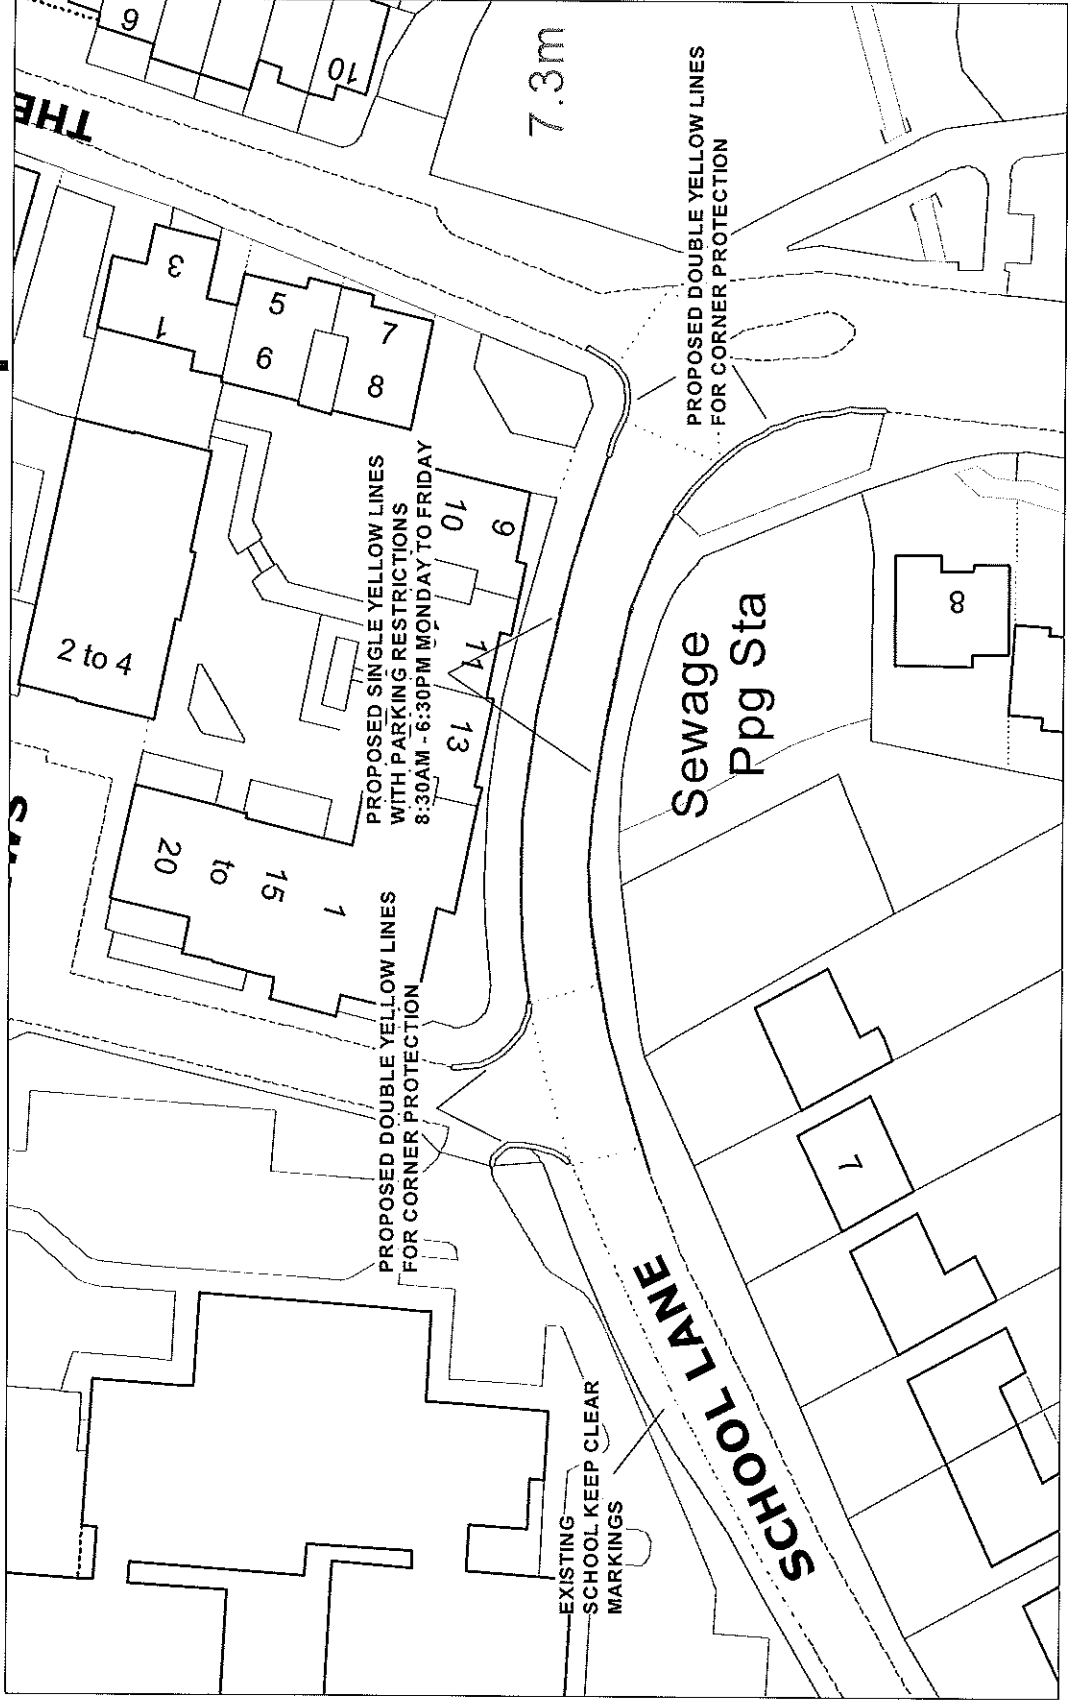 THE
6
10
7.3m
3
1
5
6
7
8
2 to 4
PROPOSED DOUBLE YELLOW LINES
FOR CORNER PROTECTION
PROPOSED SINGLE YELLOW LINES
WITH PARKING RESTRICTIONS
8:30AM - 6:30PM MONDAY TO FRIDAY
9
10
11
13
20
to
15
1
Sewage
Ppg Sta
8
PROPOSED DOUBLE YELLOW LINES
FOR CORNER PROTECTION
7
SCHOOL LANE
EXISTING
SCHOOL KEEP CLEAR
MARKINGS